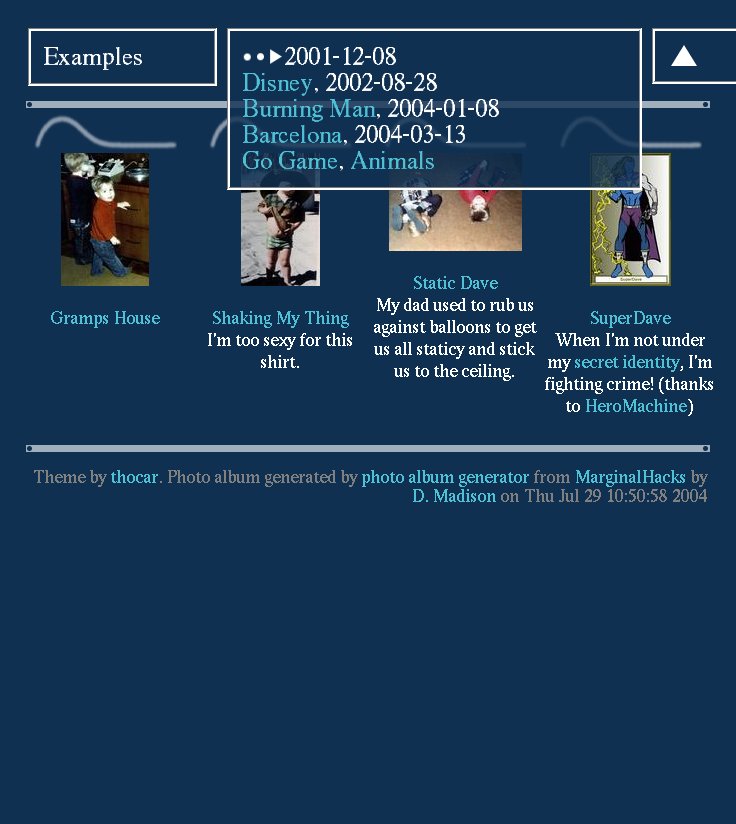 Examples
2001-12-08
Disney, 2002-08-28
Burning Man, 2004-01-08
Barcelona, 2004-03-13
Go Game, Animals
Gramps House
Shaking My Thing
I'm too sexy for this
shirt.
Static Dave
My dad used to rub us
against balloons to get
us all staticy and stick
us to the ceiling.
SuperDave
SuperDave
When I'm not under
my secret identity, I'm
fighting crime! (thanks
to HeroMachine)
Theme by thocar. Photo album generated by photo album generator from MarginalHacks by
D. Madison on Thu Jul 29 10:50:58 2004